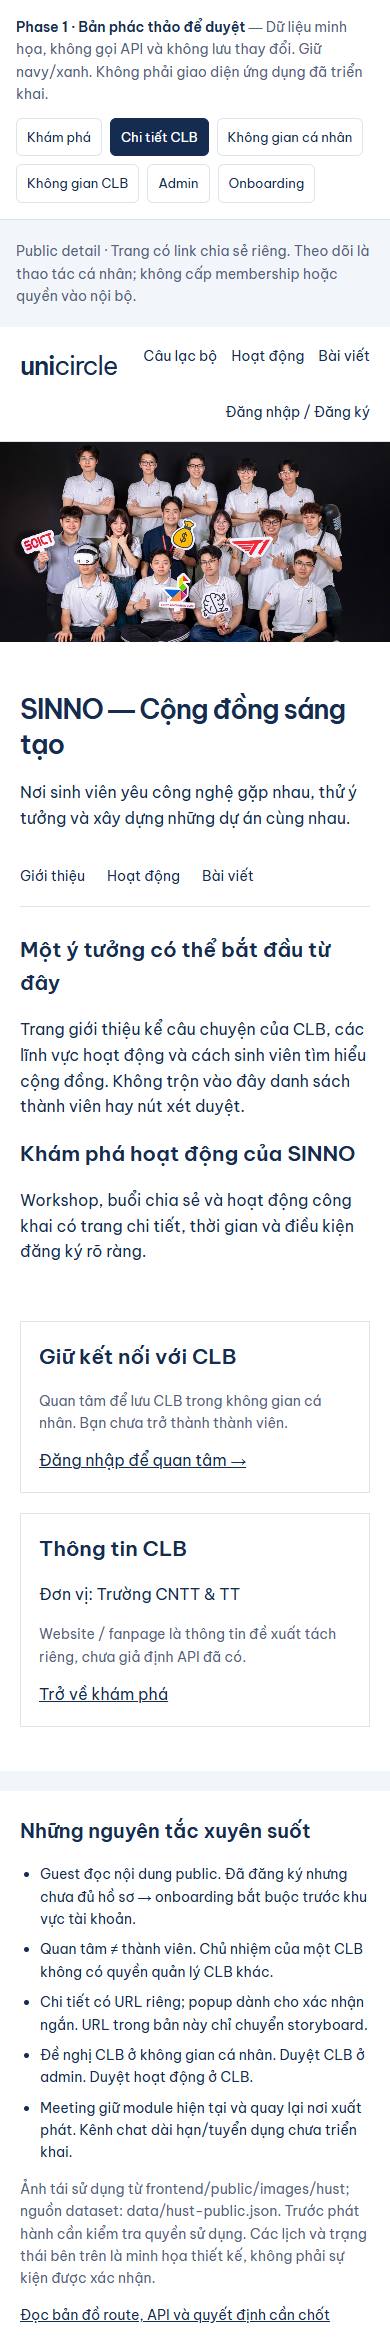 Phase 1 · Bản phác thảo để duyệt — Dữ liệu minh
họa, không gọi API và không lưu thay đổi. Giữ
navy/xanh. Không phải giao diện ứng dụng đã triển
khai.
Khám phá
Chi tiết CLB
Không gian cá nhân
Không gian CLB
Admin
Onboarding
Public detail · Trang có link chia sẻ riêng. Theo dõi là
thao tác cá nhân; không cấp membership hoặc
quyền vào nội bộ.
unicircle
Câu lạc bộ
Hoạt động
Bài viết
Đăng nhập / Đăng ký
SOICT
SINNO — Cộng đồng sáng
tạo
Nơi sinh viên yêu công nghệ gặp nhau, thử ý
tưởng và xây dựng những dự án cùng nhau.
Giới thiệu
Hoạt động
Bài viết
Một ý tưởng có thể bắt đầu từ
đây
Trang giới thiệu kể câu chuyện của CLB, các
lĩnh vực hoạt động và cách sinh viên tìm hiểu
cộng đồng. Không trộn vào đây danh sách
thành viên hay nút xét duyệt.
Khám phá hoạt động của SINNO
Workshop, buổi chia sẻ và hoạt động công
khai có trang chi tiết, thời gian và điều kiện
đăng ký rõ ràng.
Giữ kết nối với CLB
Quan tâm để lưu CLB trong không gian cá
nhân. Bạn chưa trở thành thành viên.
Đăng nhập để quan tâm →
Thông tin CLB
Đơn vị: Trường CNTT & TT
Website / fanpage là thông tin đề xuất tách
riêng, chưa giả định API đã có.
Trở về khám phá
Những nguyên tắc xuyên suốt
• Guest đọc nội dung public. Đã đăng ký nhưng
chưa đủ hồ sơ → onboarding bắt buộc trước khu
vực tài khoản.
• Quan tâm ≠ thành viên. Chủ nhiệm của một CLB
không có quyền quản lý CLB khác.
• Chi tiết có URL riêng; popup dành cho xác nhận
ngắn. URL trong bản này chỉ chuyển storyboard.
• Đề nghị CLB ở không gian cá nhân. Duyệt CLB ở
admin. Duyệt hoạt động ở CLB.
• Meeting giữ module hiện tại và quay lại nơi xuất
phát. Kênh chat dài hạn/tuyển dụng chưa triển
khai.
Ảnh tái sử dụng từ frontend/public/images/hust;
nguồn dataset: data/hust-public.json. Trước phát
hành cần kiểm tra quyền sử dụng. Các lịch và trạng
thái bên trên là minh họa thiết kế, không phải sự
kiện được xác nhận.
Đọc bản đồ route, API và quyết định cần chốt